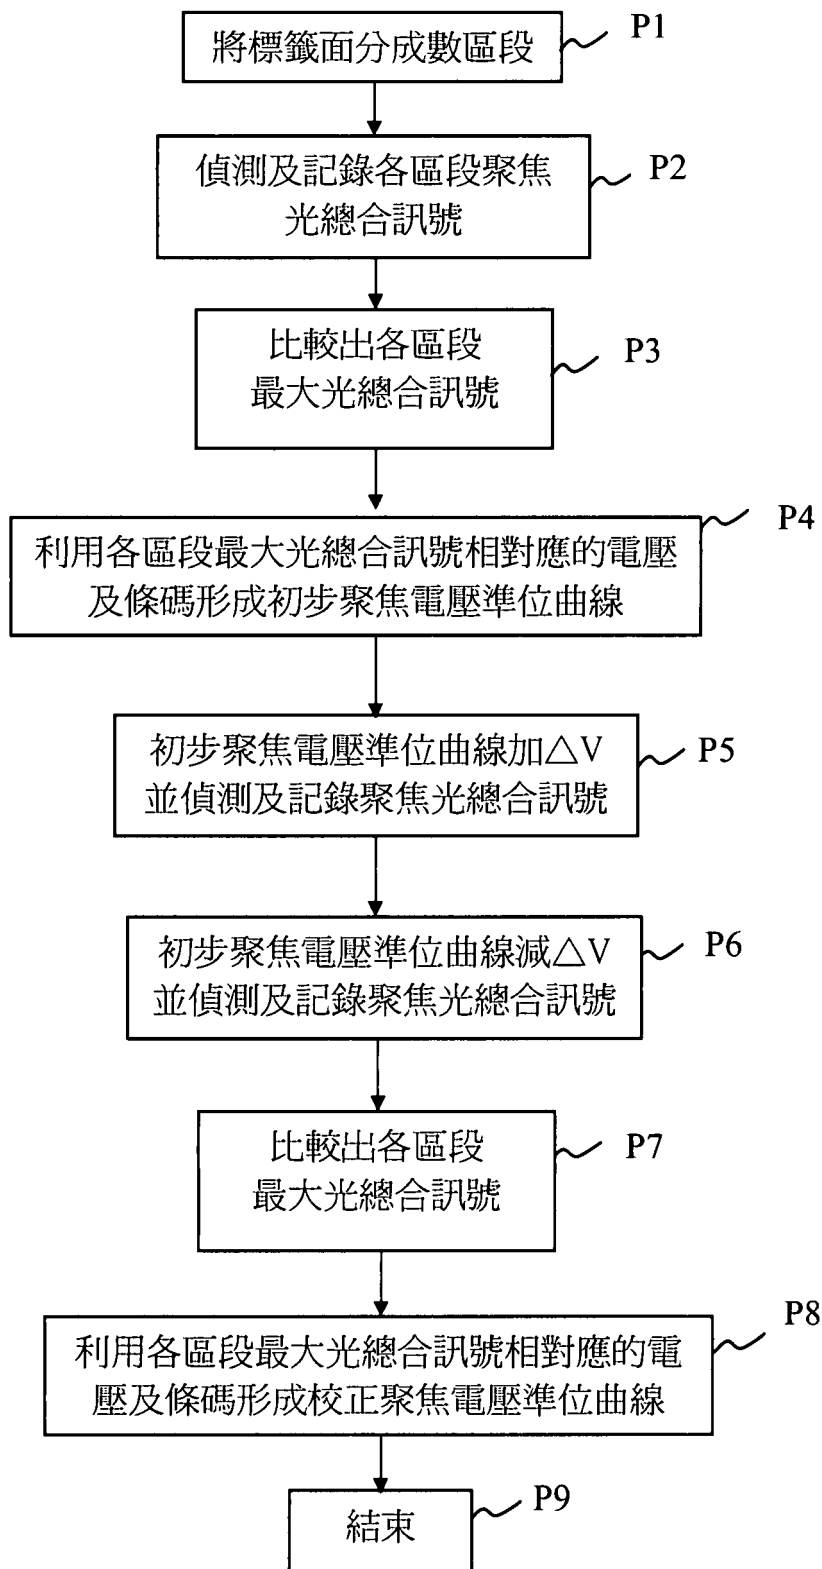 將標籤面分成數區段
P1
偵測及記錄各區段聚焦
光總合訊號
P2
比較出各區段
最大光總合訊號
P3
利用各區段最大光總合訊號相對應的電壓
及條碼形成初步聚焦電壓準位曲線
P4
初步聚焦電壓準位曲線加△V
並偵測及記錄聚焦光總合訊號
P5
初步聚焦電壓準位曲線減△V
並偵測及記錄聚焦光總合訊號
P6
比較出各區段
最大光總合訊號
P7
利用各區段最大光總合訊號相對應的電
壓及條碼形成校正聚焦電壓準位曲線
P8
結束
P9